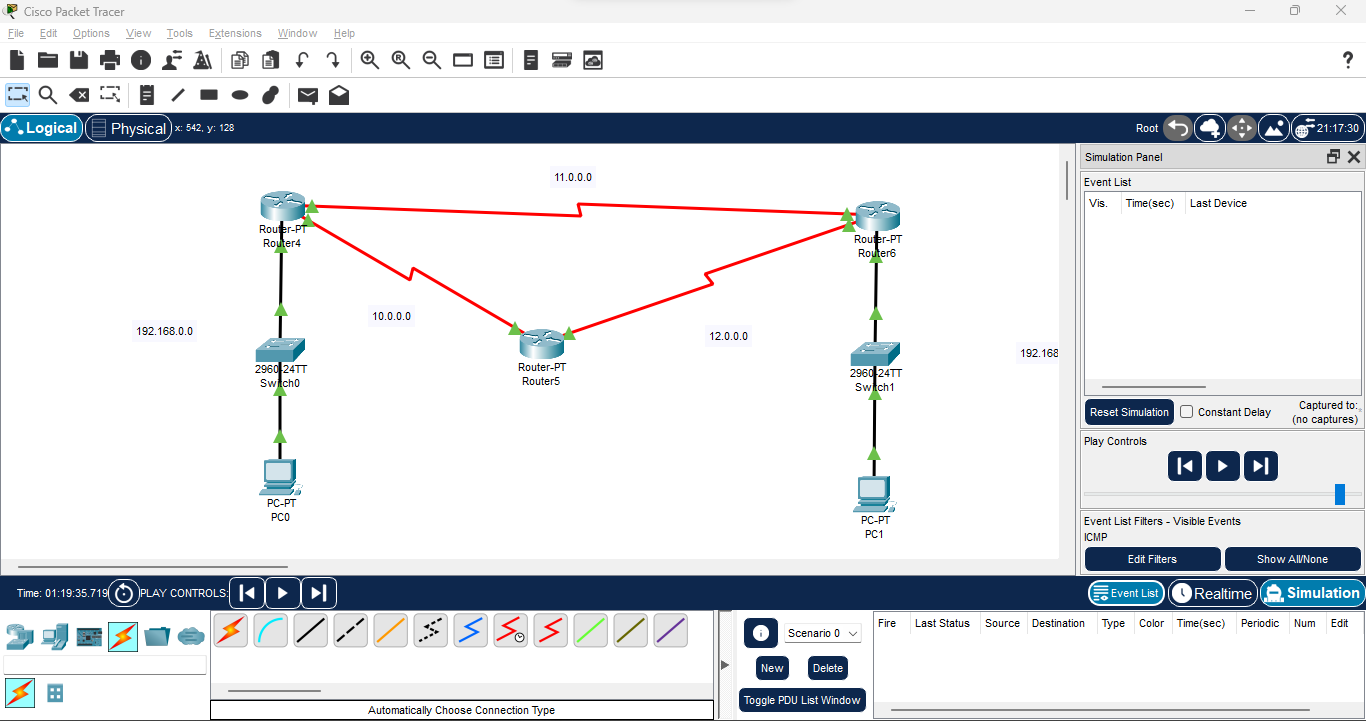 Cisco Packet Tracer
File Edit Options View Tools Extensions Window Help
Logical Physical x: 542, y: 128 Root 21:17:30
Simulation Panel
Event List
Vis. Time(sec) Last Device
11.0.0.0
Router-PT
Router4
Router-PT
Router6
10.0.0.0
192.168.0.0
12.0.0.0
192.168
Router-PT
Router5
2960-24TT
Switch0
2960-24TT
Switch1
PC-PT
PC0
PC-PT
PC1
Reset Simulation Constant Delay Captured to:
(no captures)
Play Controls
Event List Filters - Visible Events
ICMP
Edit Filters Show All/None
Time: 01:19:35.719 PLAY CONTROLS: Event List Realtime Simulation
Scenario 0
New Delete
Toggle PDU List Window
Fire Last Status Source Destination Type Color Time(sec) Periodic Num Edit
Automatically Choose Connection Type